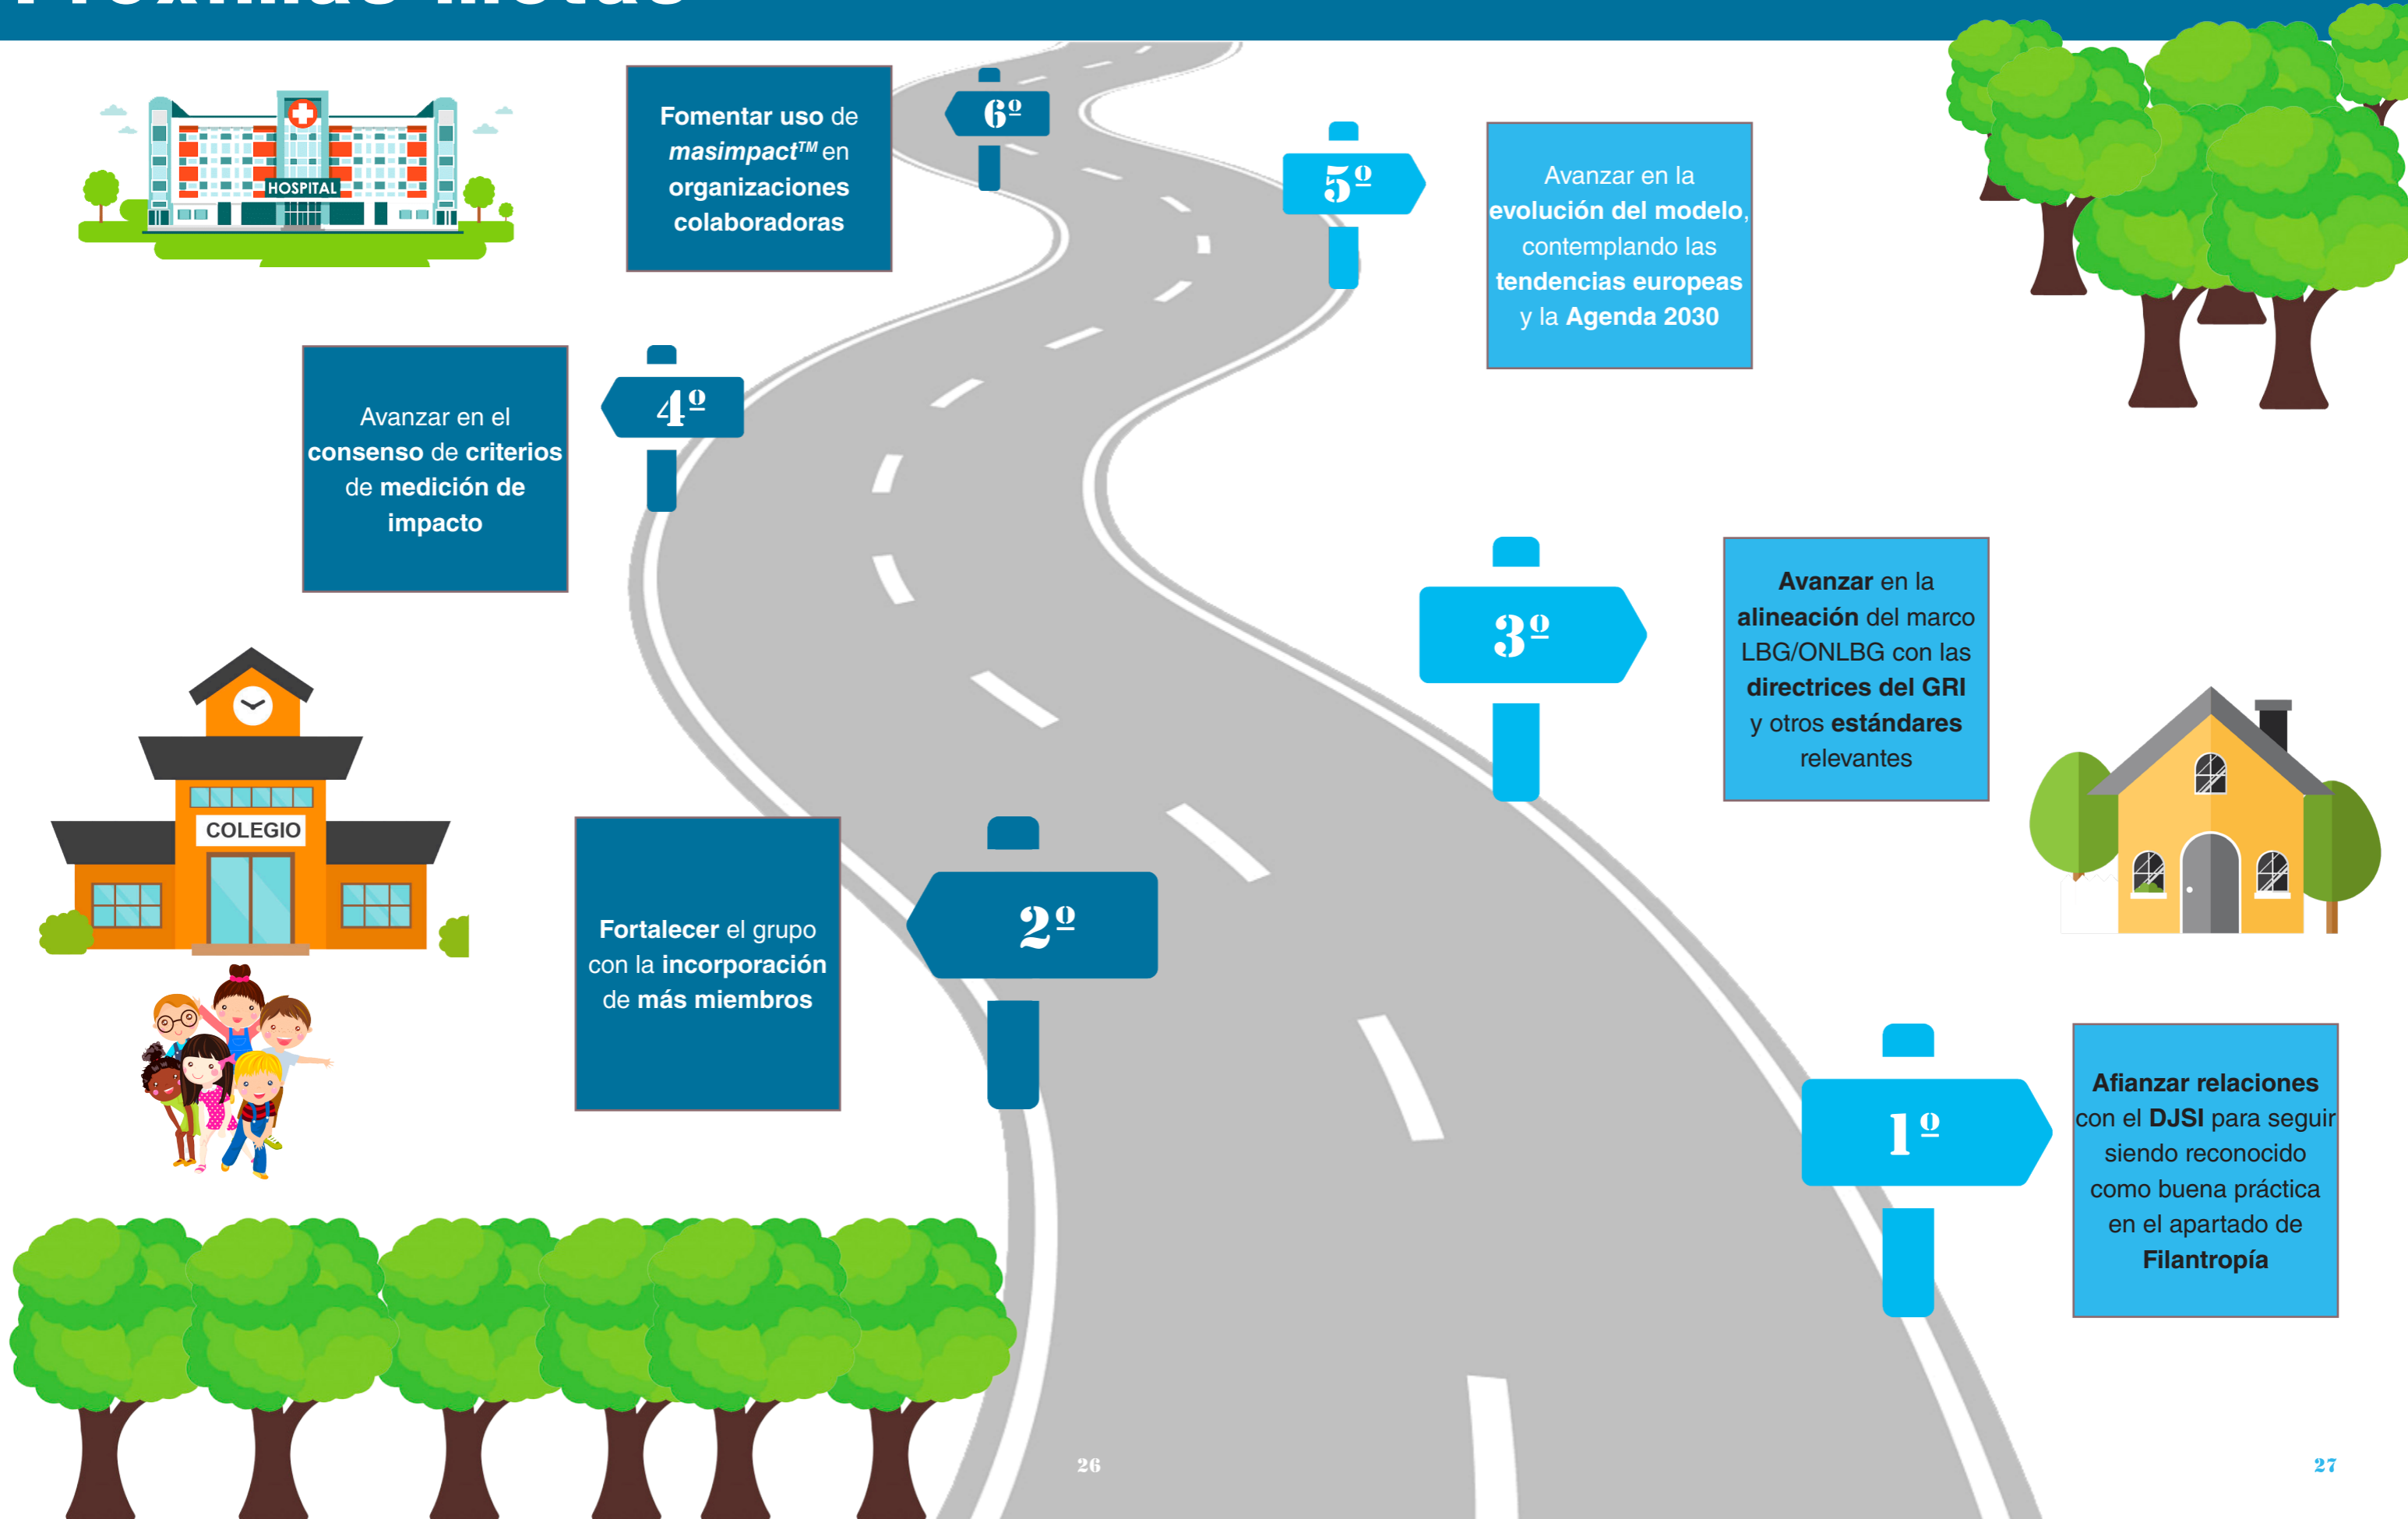 Próximas metas
HOSPITAL
Fomentar uso de
masimpact™ en
organizaciones
colaboradoras
6º
5º
Avanzar en la
evolución del modelo,
contemplando las
tendencias europeas
y la Agenda 2030
Avanzar en el
consenso de criterios
de medición de
impacto
4º
3º
Avanzar en la
alineación del marco
LBG/ONLBG con las
directrices del GRI
y otros estándares
relevantes
COLEGIO
Fortalecer el grupo
con la incorporación
de más miembros
2º
1º
Afianzar relaciones
con el DJSI para seguir
siendo reconocido
como buena práctica
en el apartado de
Filantropía
26
27